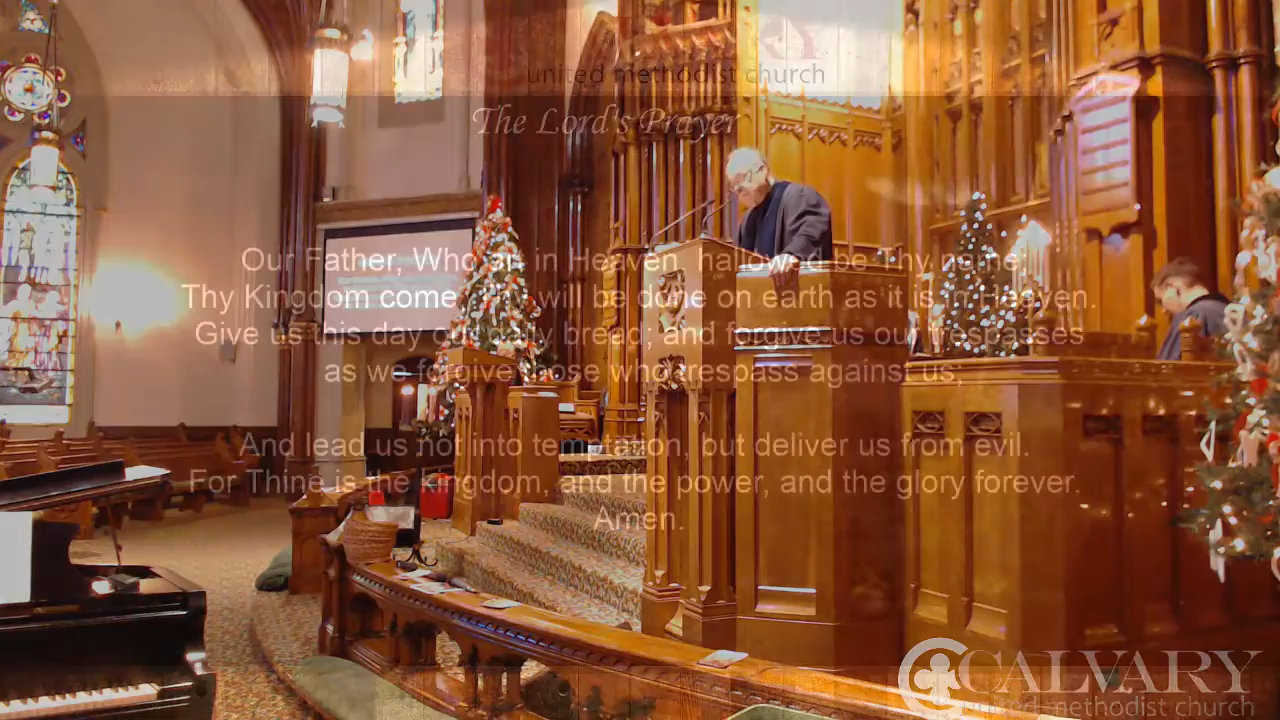 united methodist church
The Lord's Prayer
Our Father, Who art in Heaven, hallowed be thy name.
Thy Kingdom come will be done on earth as it is in Heaven.
Give us this day our daily bread; and forgive us our trespasses
as we forgive those who trespass against us,
And lead us not into temptation, but deliver us from evil.
For Thine is the kingdom, and the power, and the glory forever.
Amen.
CALVARY
united methodist church